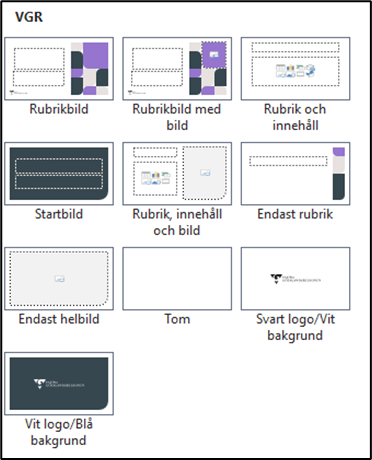 VGR
Rubrikbild
Rubrikbild med
bild
Rubrik och
innehåll
Startbild
Rubrik, innehåll
och bild
Endast rubrik
Endast helbild
Tom
Svart logo/Vit
bakgrund
Vit logo/Blå
bakgrund